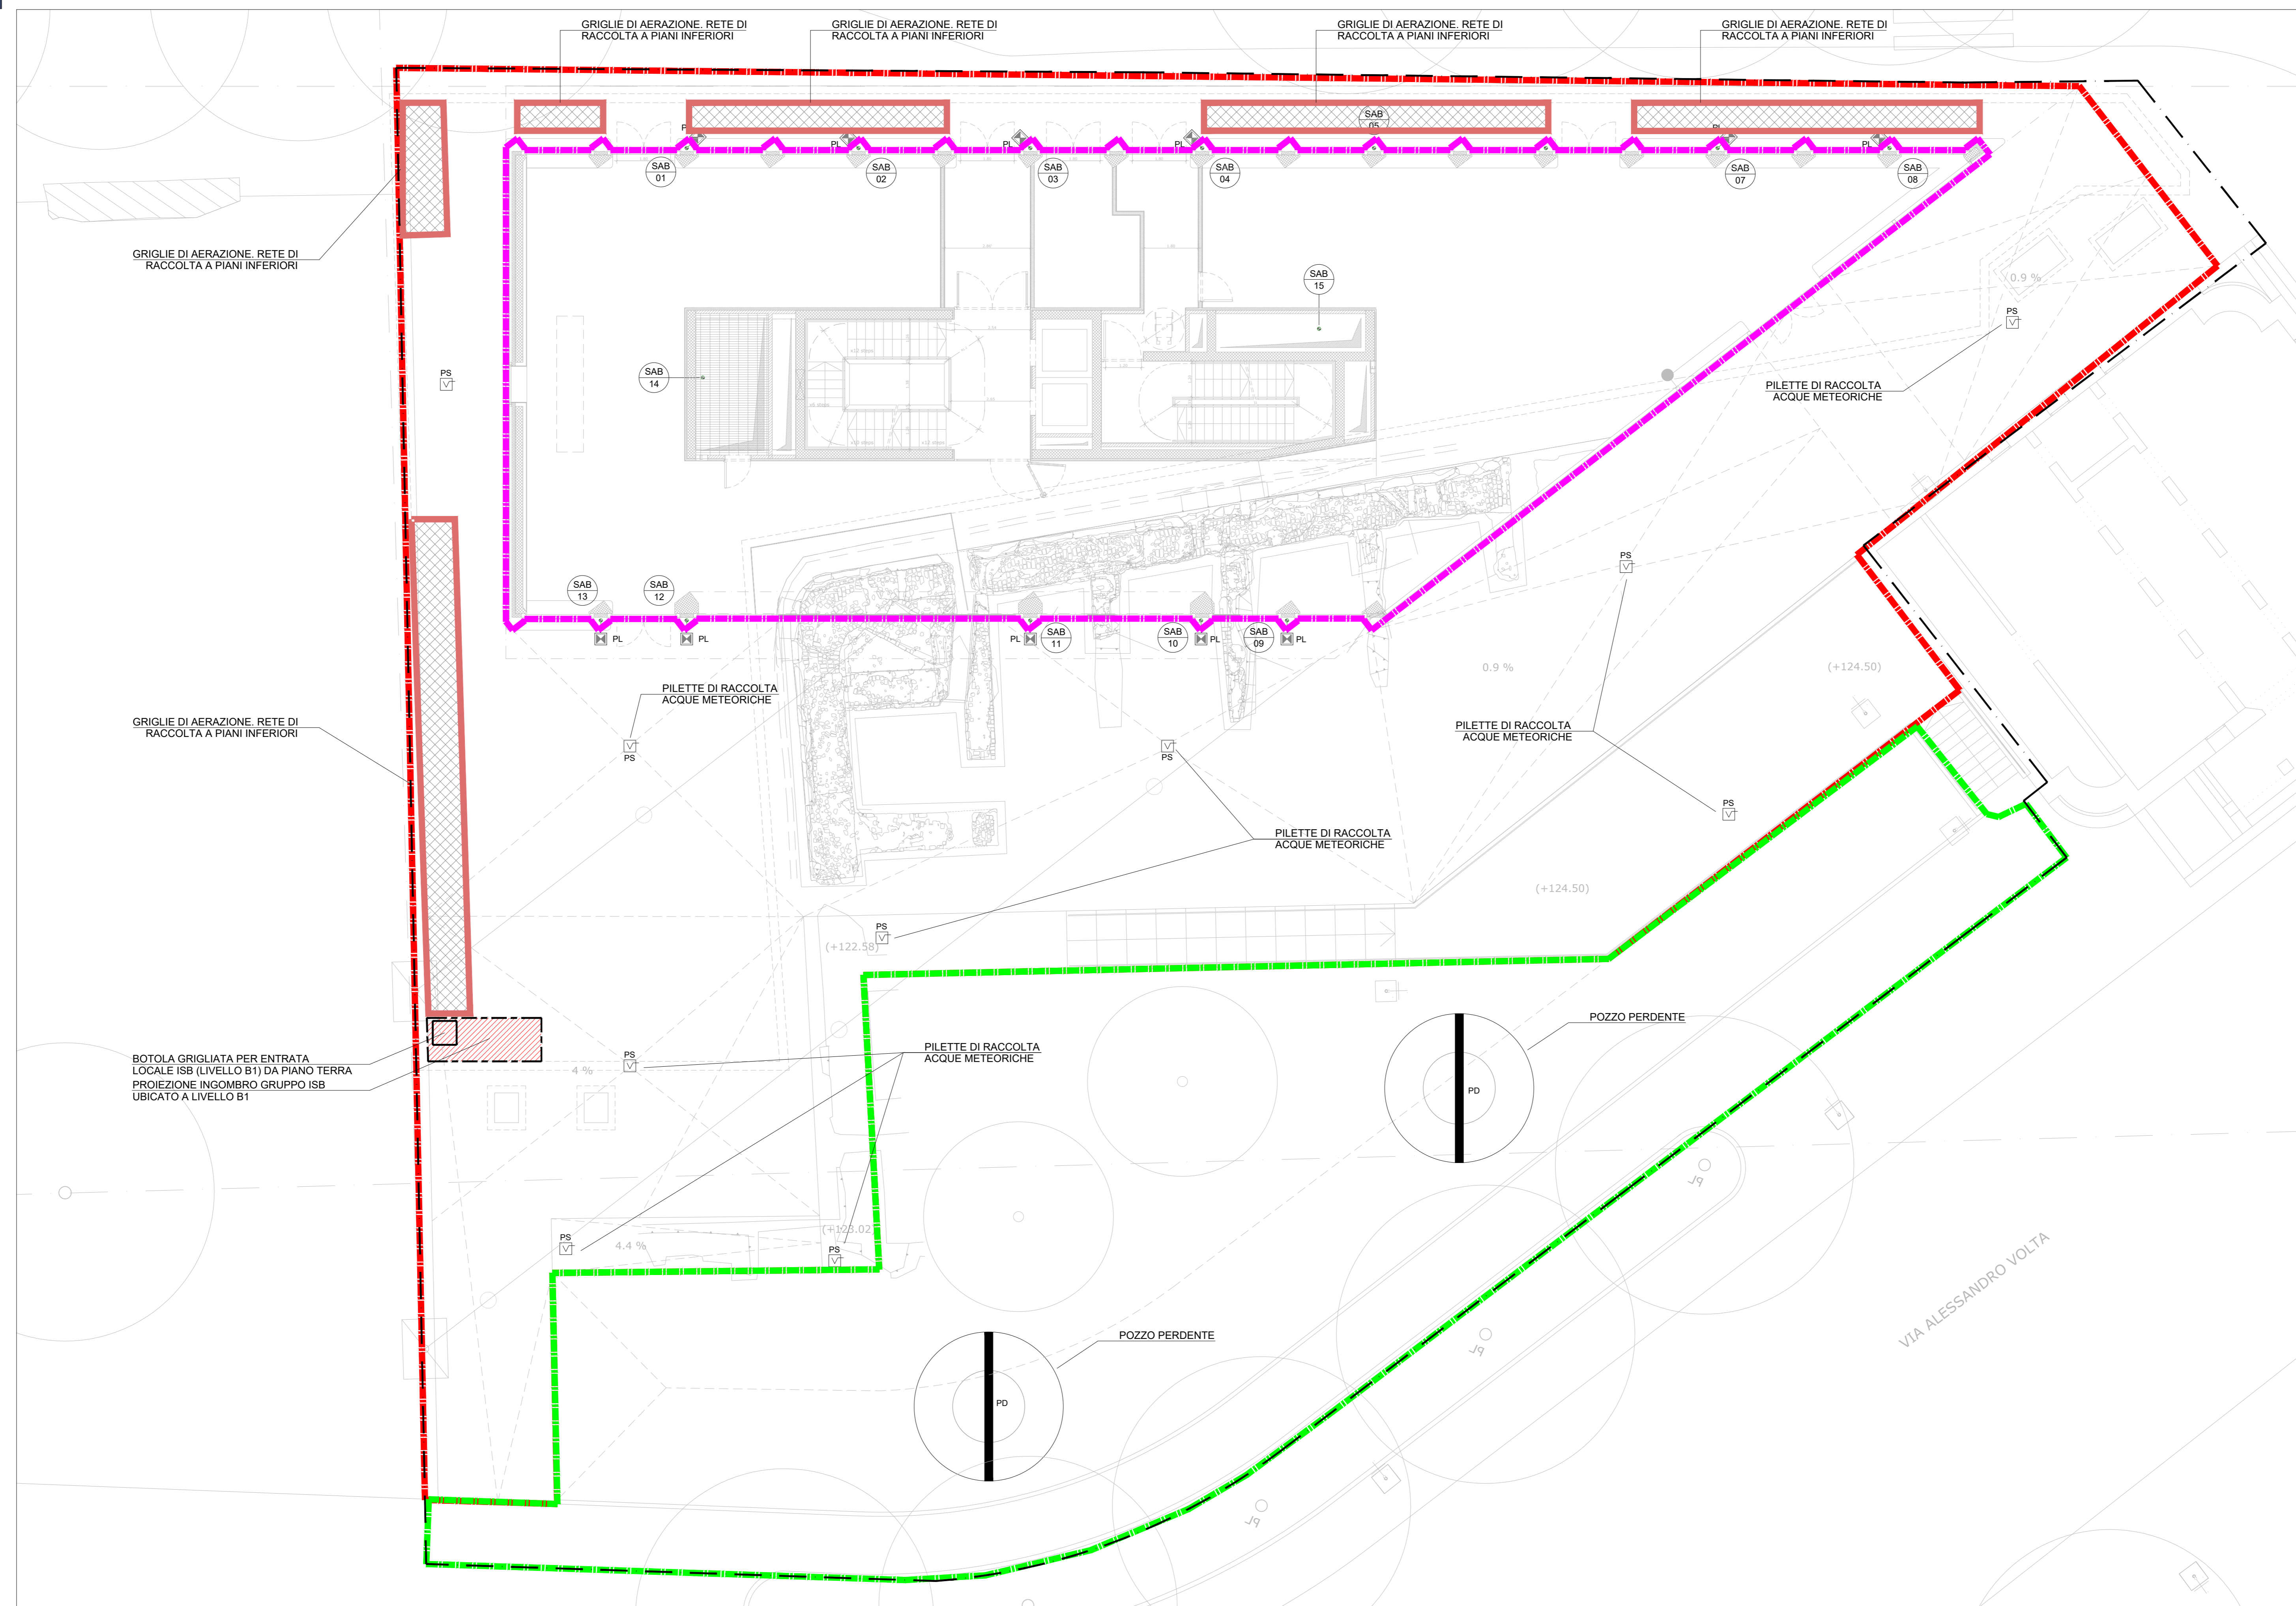 GRIGLIE DI AERAZIONE. RETE DI
RACCOLTA A PIANI INFERIORI
GRIGLIE DI AERAZIONE. RETE DI
RACCOLTA A PIANI INFERIORI
GRIGLIE DI AERAZIONE. RETE DI
RACCOLTA A PIANI INFERIORI
GRIGLIE DI AERAZIONE. RETE DI
RACCOLTA A PIANI INFERIORI
SAB
05
PL
PL
PL
PL
PL
SAB
01
SAB
02
SAB
03
SAB
04
SAB
07
SAB
08
GRIGLIE DI AERAZIONE. RETE DI
RACCOLTA A PIANI INFERIORI
SAB
15
0.9 %
PS
PS
SAB
14
PILETTE DI RACCOLTA
ACQUE METEORICHE
PS
SAB
13
SAB
12
PL
PL
PL
SAB
11
SAB
10
PL
SAB
09
PL
0.9 %
(+124.50)
PILETTE DI RACCOLTA
ACQUE METEORICHE
GRIGLIE DI AERAZIONE. RETE DI
RACCOLTA A PIANI INFERIORI
PILETTE DI RACCOLTA
ACQUE METEORICHE
PS
PS
PS
PILETTE DI RACCOLTA
ACQUE METEORICHE
(+124.50)
PS
(+122.58)
POZZO PERDENTE
BOTOLA GRIGLIATA PER ENTRATA
LOCALE ISB (LIVELLO B1) DA PIANO TERRA
PROIEZIONE INGOMBRO GRUPPO ISB
UBICATO A LIVELLO B1
PS
4 %
PILETTE DI RACCOLTA
ACQUE METEORICHE
PD
PL
(+123.02)
PS
4.4 %
PS
VIA ALESSANDRO VOLTA
POZZO PERDENTE
PL
PD
PL